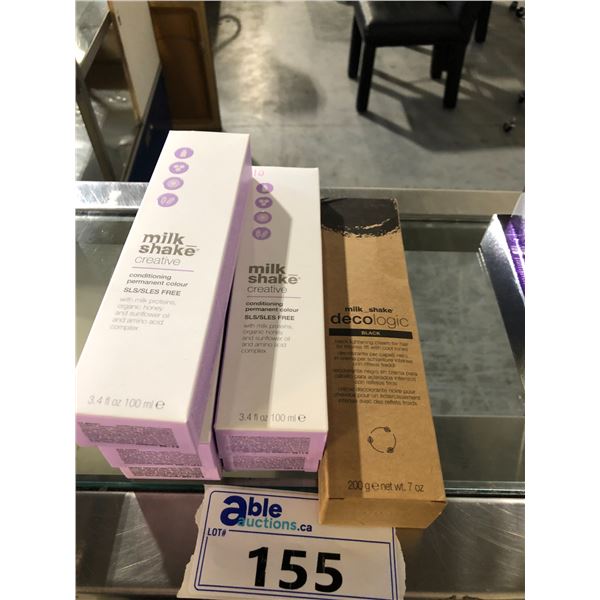 milk_
shake®
creative
conditioning
permanent colour
SLS/SLES FREE
with milk proteins,
organic honey
and sunflower oil
and amino acid
complex
3.4 fl oz 100 ml e
milk_
shake®
creative
conditioning
permanent colour
SLS/SLES FREE
with milk proteins,
organic honey
and sunflower oil
and amino acid
complex
3.4 fl oz 100 ml e
milk_shake®
decologic
BLACK
200 g e net wt. 7 oz
able
auctions.ca
LOT#
155